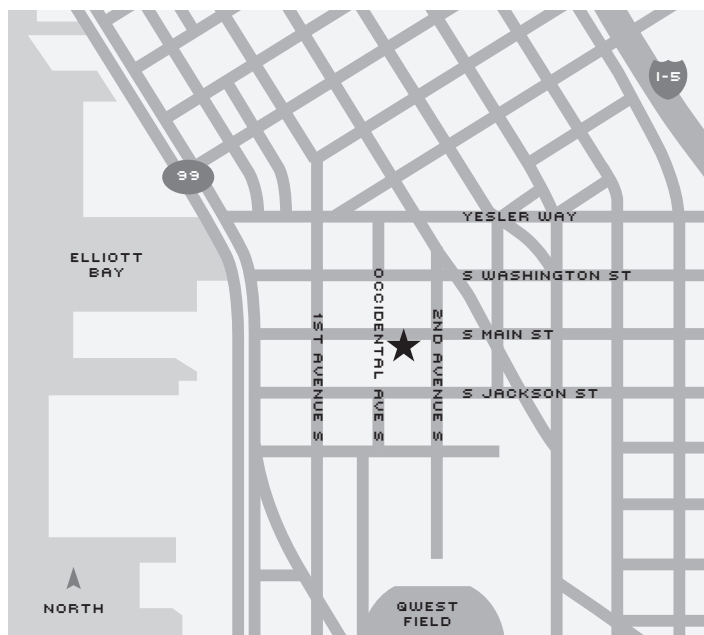 I-5
99
YESLER WAY
ELLIOTT
BAY
S WASHINGTON ST
OCCIDENTAL AVE S
1ST AVENUE S
2ND AVENUE S
S MAIN ST
S JACKSON ST
NORTH
QWEST
FIELD